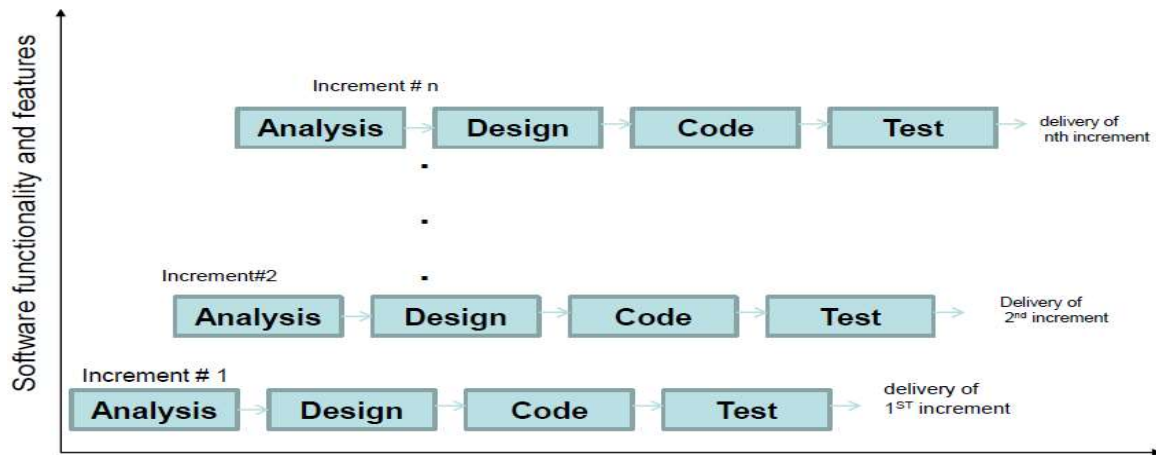 Software functionality and features
Increment # n
Analysis
Design
Code
Test
delivery of
nth increment
Increment#2
Analysis
Design
Code
Test
Delivery of
2nd increment
Increment # 1
Analysis
Design
Code
Test
delivery of
1ST increment